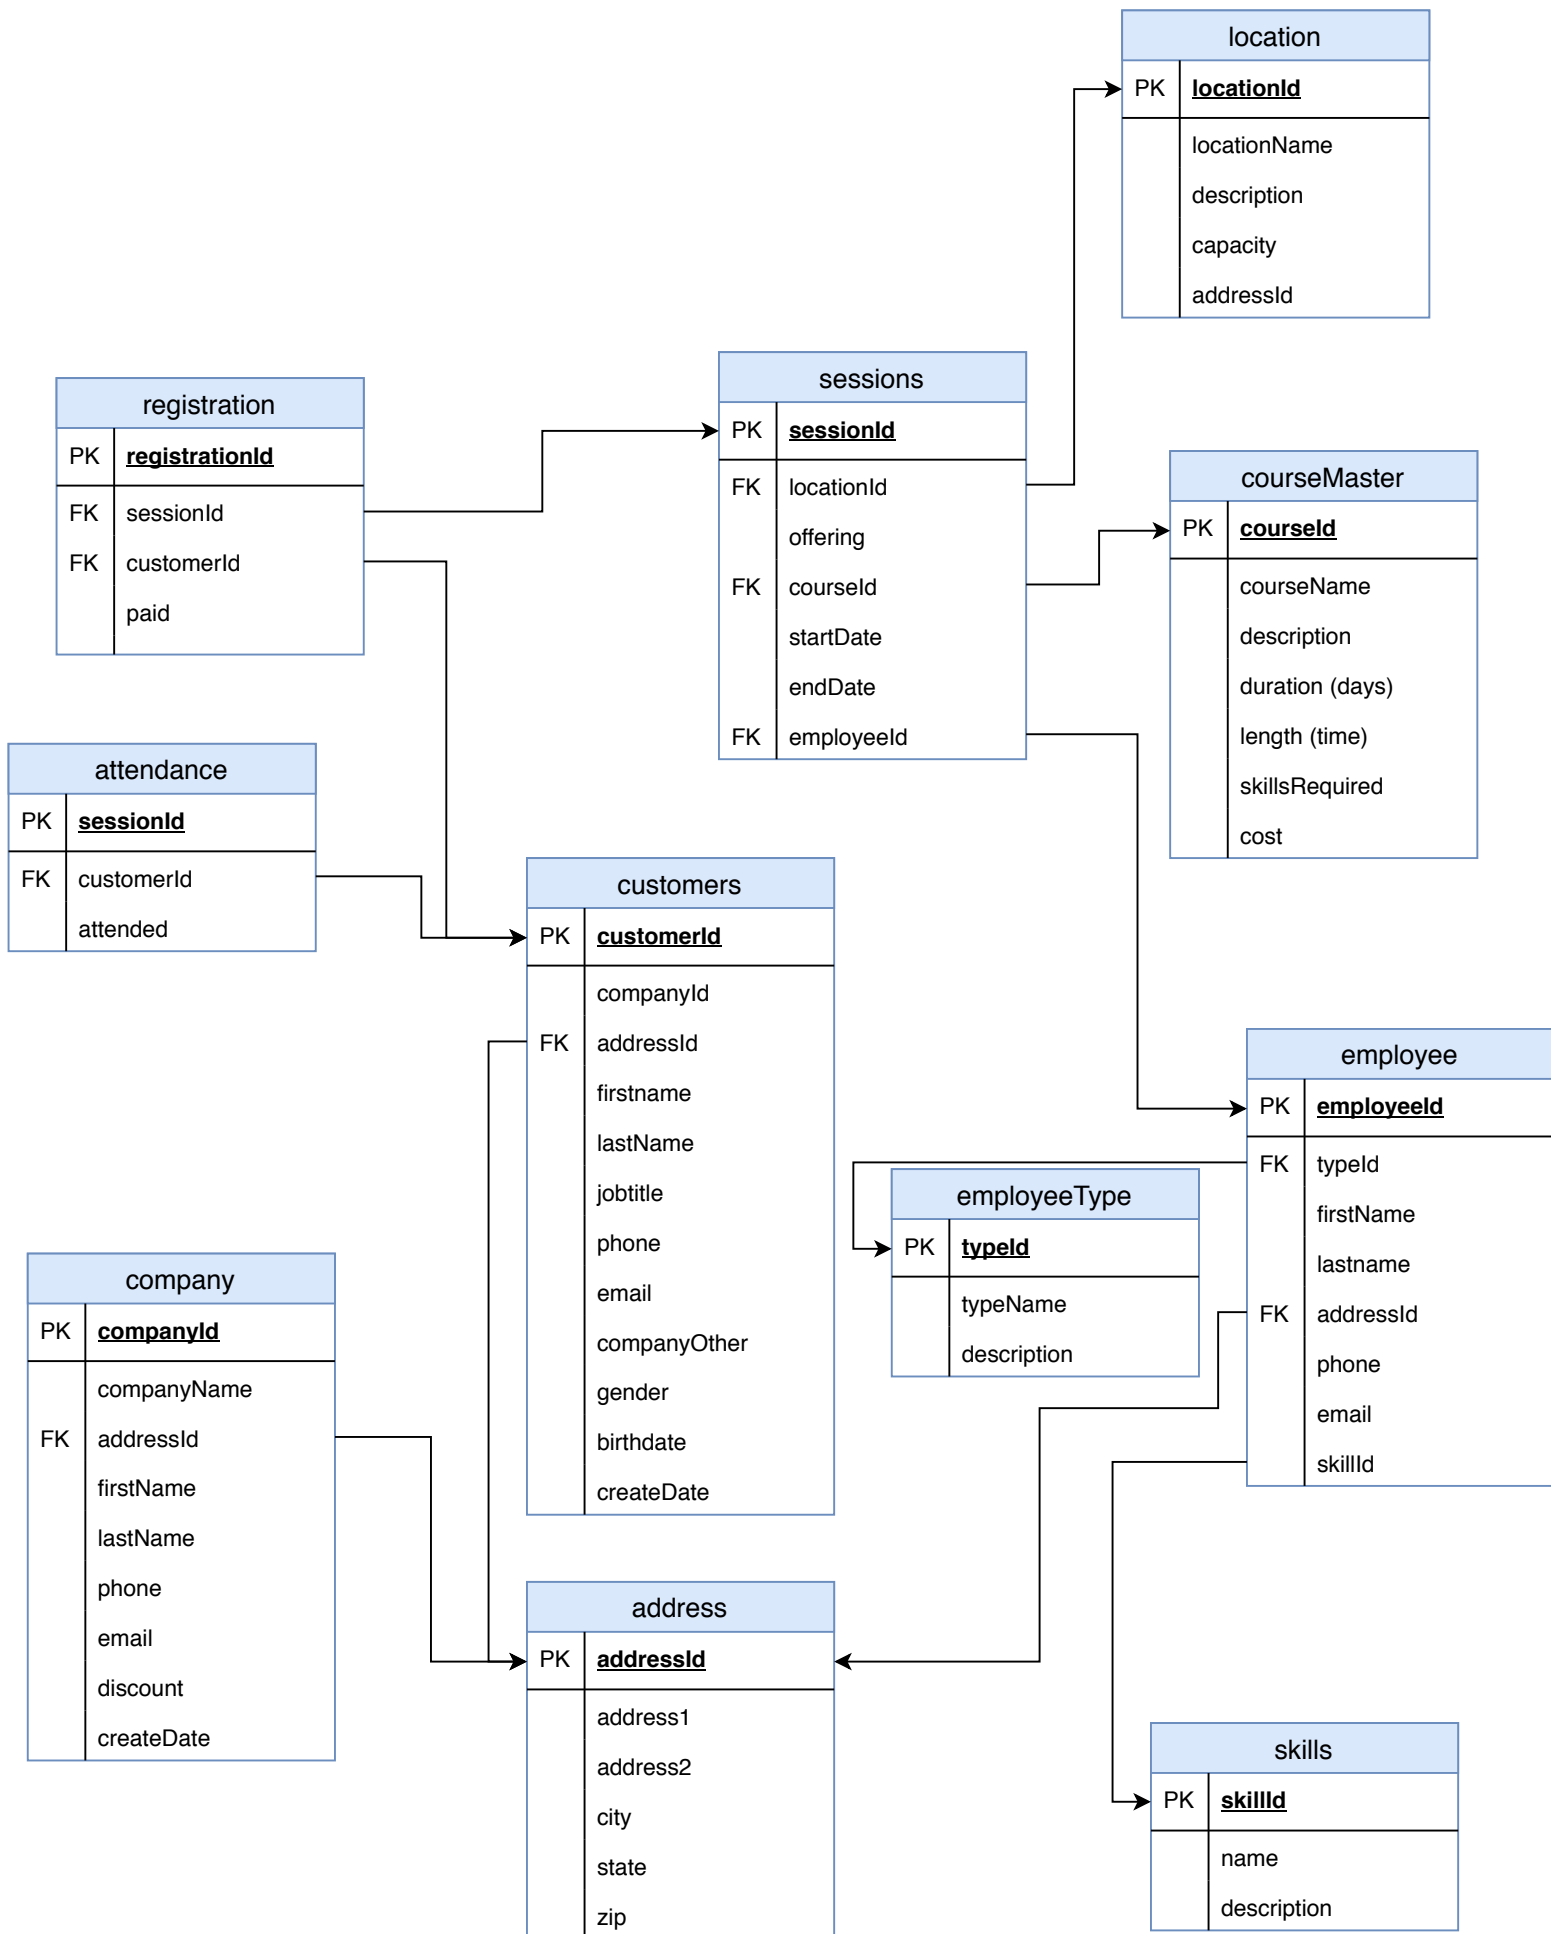 location
PK locationId
locationName
description
capacity
addressId
registration
PK registrationId
FK sessionId
FK customerId
paid
sessions
PK sessionId
FK locationId
offering
FK courseId
startDate
endDate
FK employeeId
courseMaster
PK courseId
courseName
description
duration (days)
length (time)
skillsRequired
cost
attendance
PK sessionId
FK customerId
attended
customers
PK customerId
companyId
FK addressId
firstname
lastName
jobtitle
phone
email
companyOther
gender
birthdate
createDate
employee
PK employeeId
FK typeId
firstName
lastname
FK addressId
phone
email
skillId
employeeType
PK typeId
typeName
description
company
PK companyId
companyName
FK addressId
firstName
lastName
phone
email
discount
createDate
address
PK addressId
address1
address2
city
state
zip
skills
PK skillId
name
description